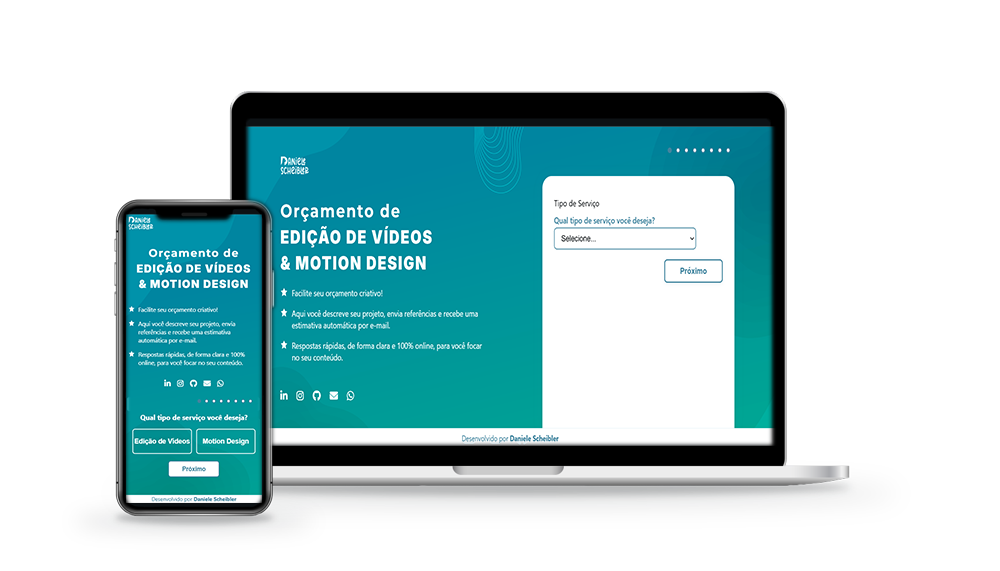 DANIELE
SCHEIBLER
Orçamento de
EDIÇÃO DE VÍDEOS
& MOTION DESIGN
Facilite seu orçamento criativo!
Aqui você descreve seu projeto, envia
referências e recebe uma
estimativa automática
por e-mail.
Respostas rápidas, de forma clara e 100%
online, para você focar no seu conteúdo.
Qual tipo de serviço você deseja?
Edição de Vídeos
Motion Design
Próximo
Desenvolvido por Daniele Scheibler
DANIELE
SCHEIBLER
Orçamento de
EDIÇÃO DE VÍDEOS
& MOTION DESIGN
Facilite seu orçamento criativo!
Aqui você descreve seu projeto, envia referências e recebe uma
estimativa automática por e-mail.
Respostas rápidas, de forma clara e 100% online, para você focar
no seu conteúdo.
Tipo de Serviço
Qual tipo de serviço você deseja?
Selecione...
Próximo
Desenvolvido por Daniele Scheibler